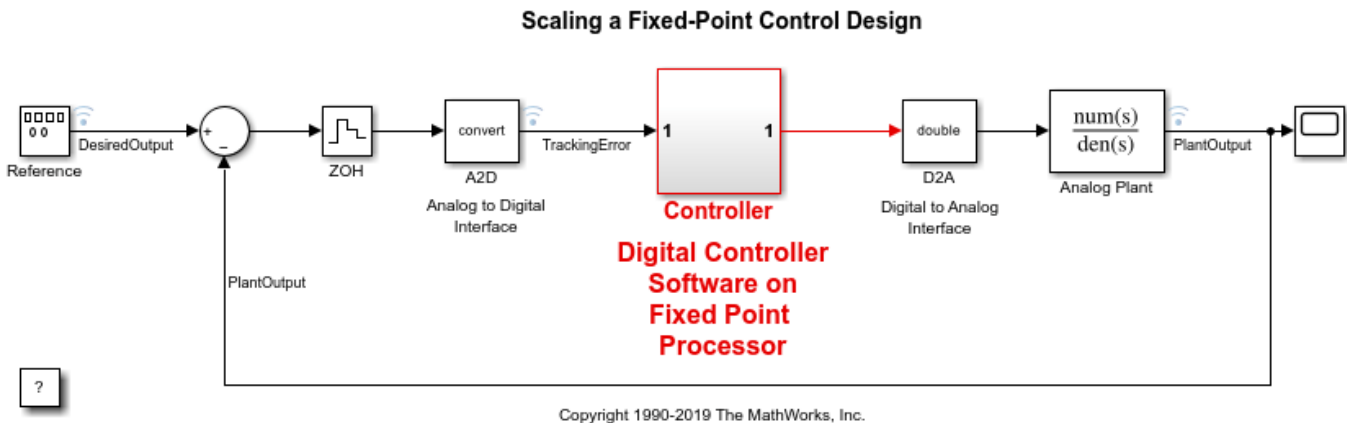 Scaling a Fixed-Point Control Design
0 0
Reference
DesiredOutput
+
−
ZOH
convert
A2D
Analog to Digital
Interface
TrackingError
1
1
Controller
Digital Controller
Software on
Fixed Point
Processor
double
D2A
Digital to Analog
Interface
num(s)
den(s)
Analog Plant
PlantOutput
PlantOutput
?
Copyright 1990-2019 The MathWorks, Inc.